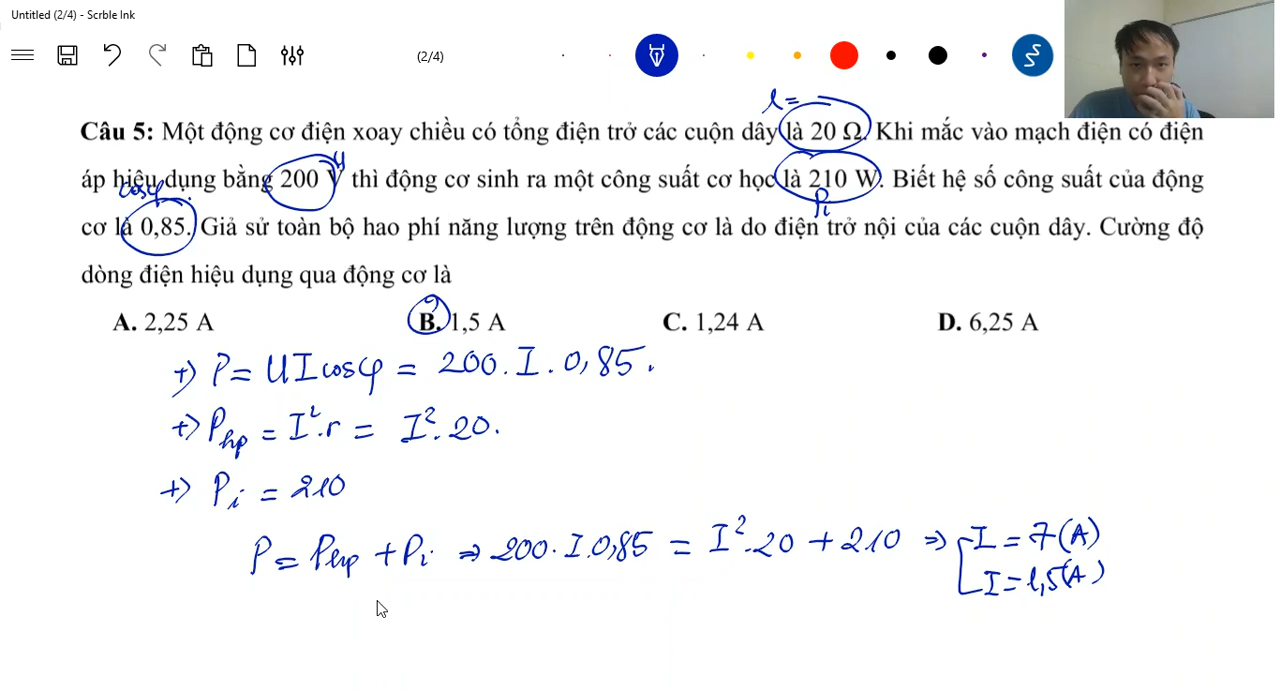 Untitled (2/4) - Scrble Ink
(2/4)
r =
Câu 5: Một động cơ điện xoay chiều có tổng điện trở các cuộn dây là 20 Ω. Khi mắc vào mạch điện có điện
U
áp hiệu dụng bằng 200 V thì động cơ sinh ra một công suất cơ học là 210 W. Biết hệ số công suất của động
cosφ
Pi
cơ là 0,85. Giả sử toàn bộ hao phí năng lượng trên động cơ là do điện trở nội của các cuộn dây. Cường độ
dòng điện hiệu dụng qua động cơ là
A. 2,25 A B. 1,5 A C. 1,24 A D. 6,25 A
+) P = UI cosφ = 200. I. 0,85.
+) Php = I².r = I².20.
+) Pi = 210
P = Php + Pi ⇒ 200. I. 0,85 = I².20 + 210 ⇒ [ I = 7 (A)
I = 1,5 (A)